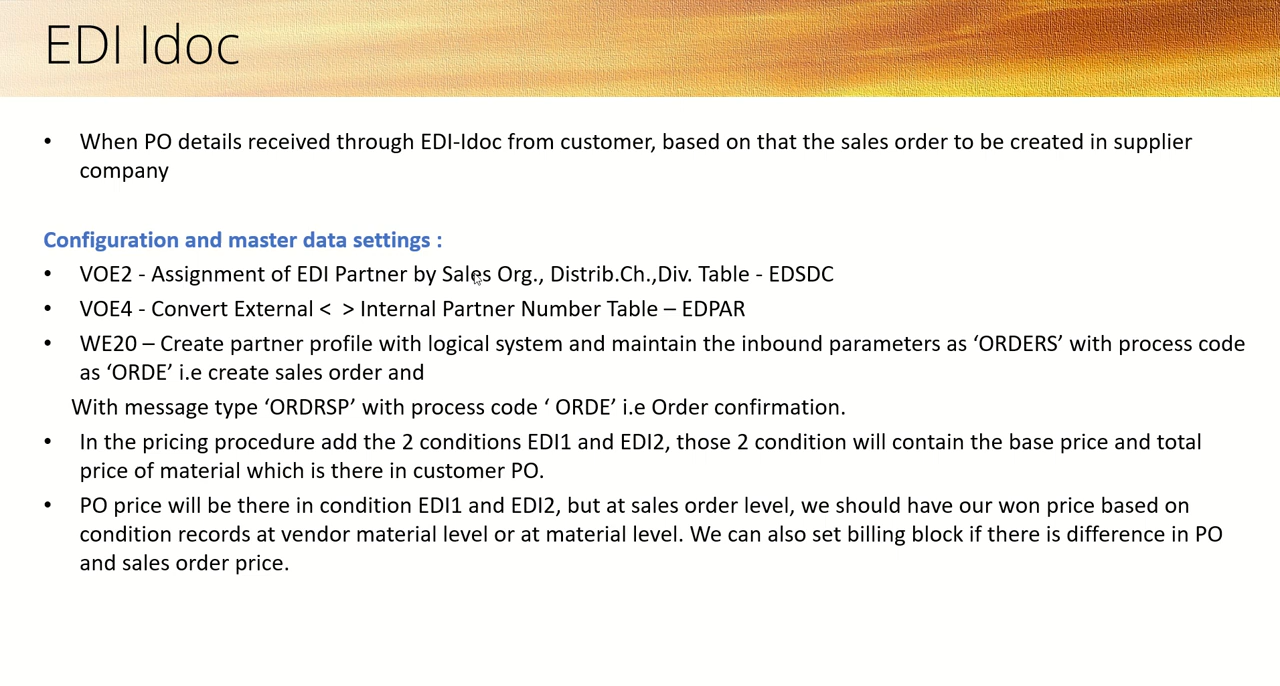 EDI Idoc
• When PO details received through EDI-Idoc from customer, based on that the sales order to be created in supplier
company
Configuration and master data settings :
• VOE2 - Assignment of EDI Partner by Sales Org., Distrib.Ch.,Div. Table - EDSDC
• VOE4 - Convert External < > Internal Partner Number Table – EDPAR
• WE20 – Create partner profile with logical system and maintain the inbound parameters as ‘ORDERS’ with process code
as ‘ORDE’ i.e create sales order and
With message type ‘ORDRSP’ with process code ‘ ORDE’ i.e Order confirmation.
• In the pricing procedure add the 2 conditions EDI1 and EDI2, those 2 condition will contain the base price and total
price of material which is there in customer PO.
• PO price will be there in condition EDI1 and EDI2, but at sales order level, we should have our won price based on
condition records at vendor material level or at material level. We can also set billing block if there is difference in PO
and sales order price.